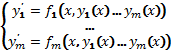 y₁′ = f₁(x,y₁(x)…yₘ(x))
…
yₘ′ = fₘ(x,y₁(x)…yₘ(x))